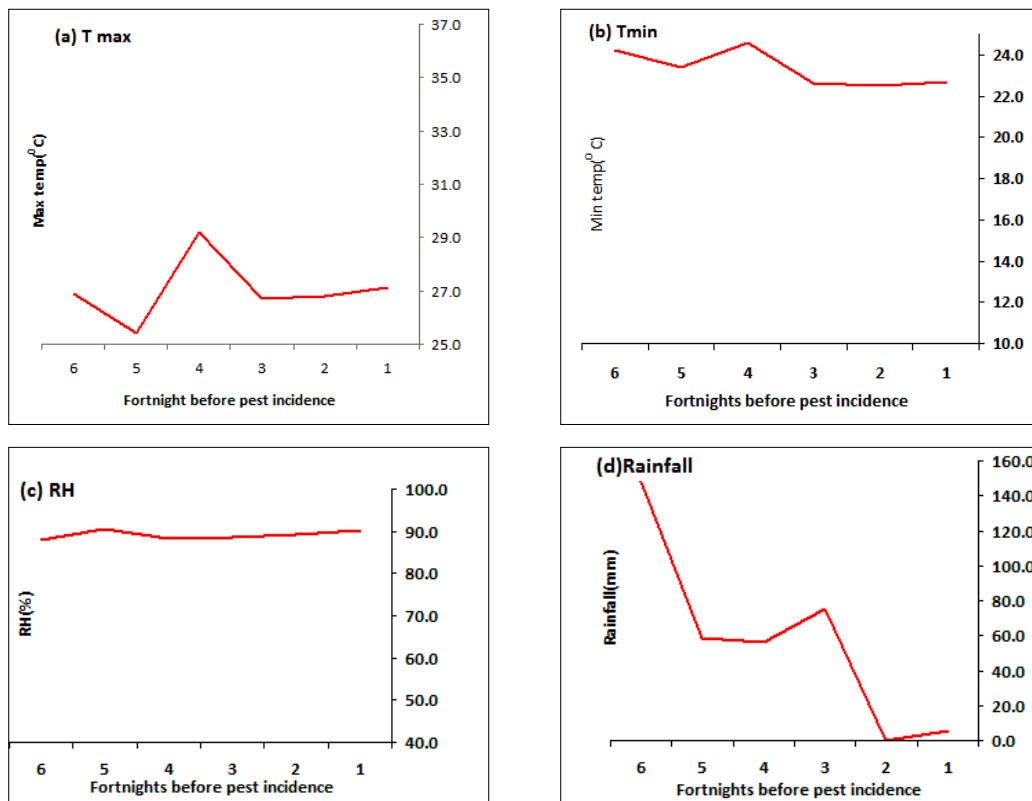 (a) T max
37.0
35.0
33.0
31.0
29.0
27.0
25.0
Max temp(⁰C)
6 5 4 3 2 1
Fortnight before pest incidence
(b) Tmin
24.0
22.0
20.0
18.0
16.0
14.0
12.0
10.0
Min temp(⁰ C)
6 5 4 3 2 1
Fortnights before pest incidence
(c) RH
100.0
90.0
80.0
70.0
60.0
50.0
40.0
RH(%)
6 5 4 3 2 1
Fortnights before pest incidence
(d)Rainfall
160.0
140.0
120.0
100.0
80.0
60.0
40.0
20.0
0.0
Rainfall(mm)
6 5 4 3 2 1
Fortnights before pest incidence